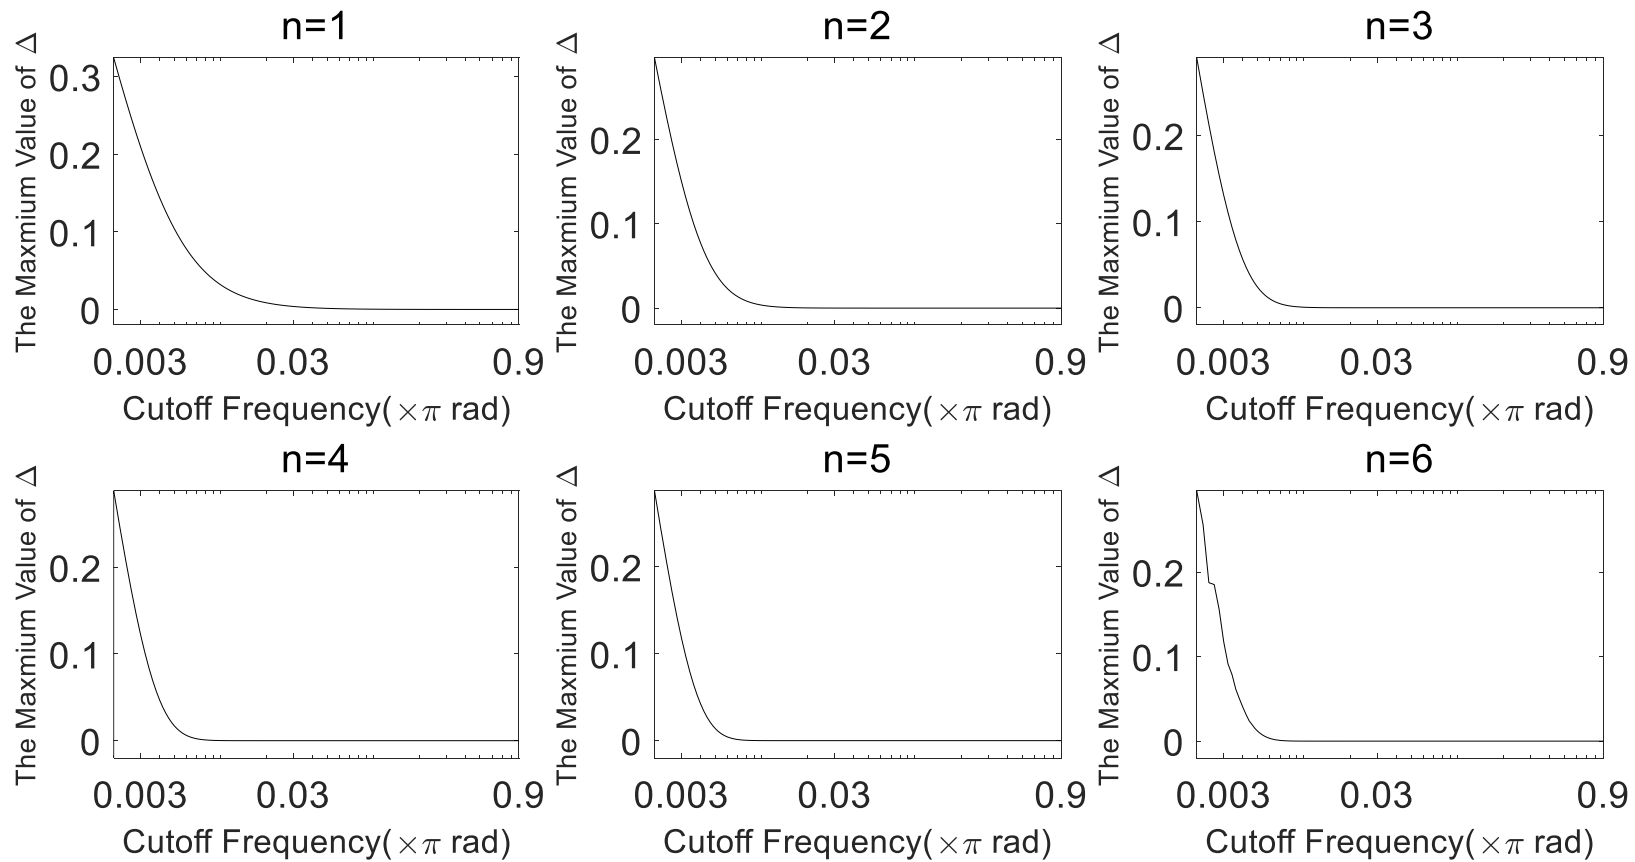 n=1
The Maxmium Value of Δ
0.3
0.2
0.1
0
0.003 0.03 0.9
Cutoff Frequency(×π rad)
n=2
The Maxmium Value of Δ
0.2
0.1
0
0.003 0.03 0.9
Cutoff Frequency(×π rad)
n=3
The Maxmium Value of Δ
0.2
0.1
0
0.003 0.03 0.9
Cutoff Frequency(×π rad)
n=4
The Maxmium Value of Δ
0.2
0.1
0
0.003 0.03 0.9
Cutoff Frequency(×π rad)
n=5
The Maxmium Value of Δ
0.2
0.1
0
0.003 0.03 0.9
Cutoff Frequency(×π rad)
n=6
The Maxmium Value of Δ
0.2
0.1
0
0.003 0.03 0.9
Cutoff Frequency(×π rad)